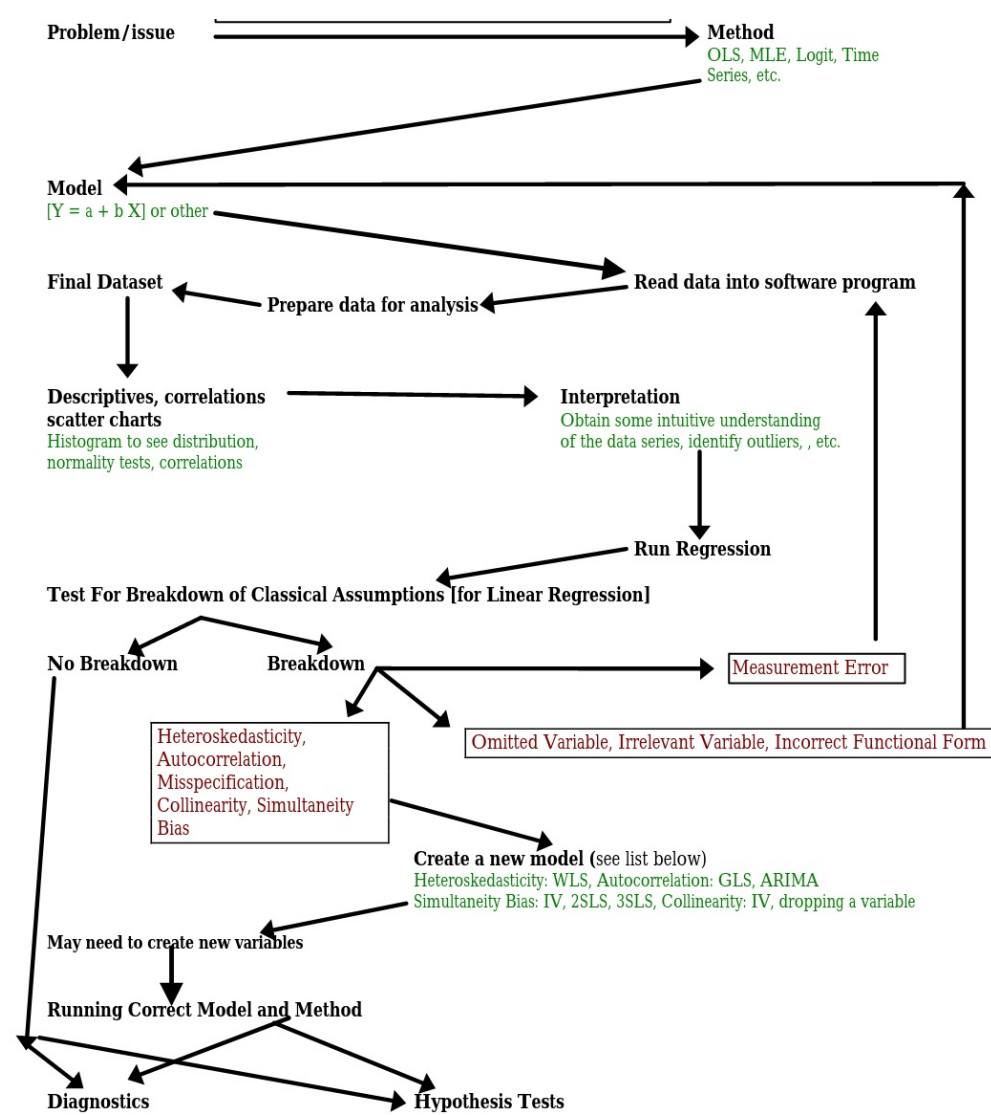 Problem/issue
Method
OLS, MLE, Logit, Time
Series, etc.
Model
[Y = a + b X] or other
Final Dataset
Read data into software program
Prepare data for analysis
Descriptives, correlations
scatter charts
Histogram to see distribution,
normality tests, correlations
Interpretation
Obtain some intuitive understanding
of the data series, identify outliers, , etc.
Run Regression
Test For Breakdown of Classical Assumptions [for Linear Regression]
No Breakdown
Breakdown
Measurement Error
Heteroskedasticity,
Autocorrelation,
Misspecification,
Collinearity, Simultaneity
Bias
Omitted Variable, Irrelevant Variable, Incorrect Functional Form
Create a new model (see list below)
Heteroskedasticity: WLS, Autocorrelation: GLS, ARIMA
Simultaneity Bias: IV, 2SLS, 3SLS, Collinearity: IV, dropping a variable
May need to create new variables
Running Correct Model and Method
Diagnostics
Hypothesis Tests